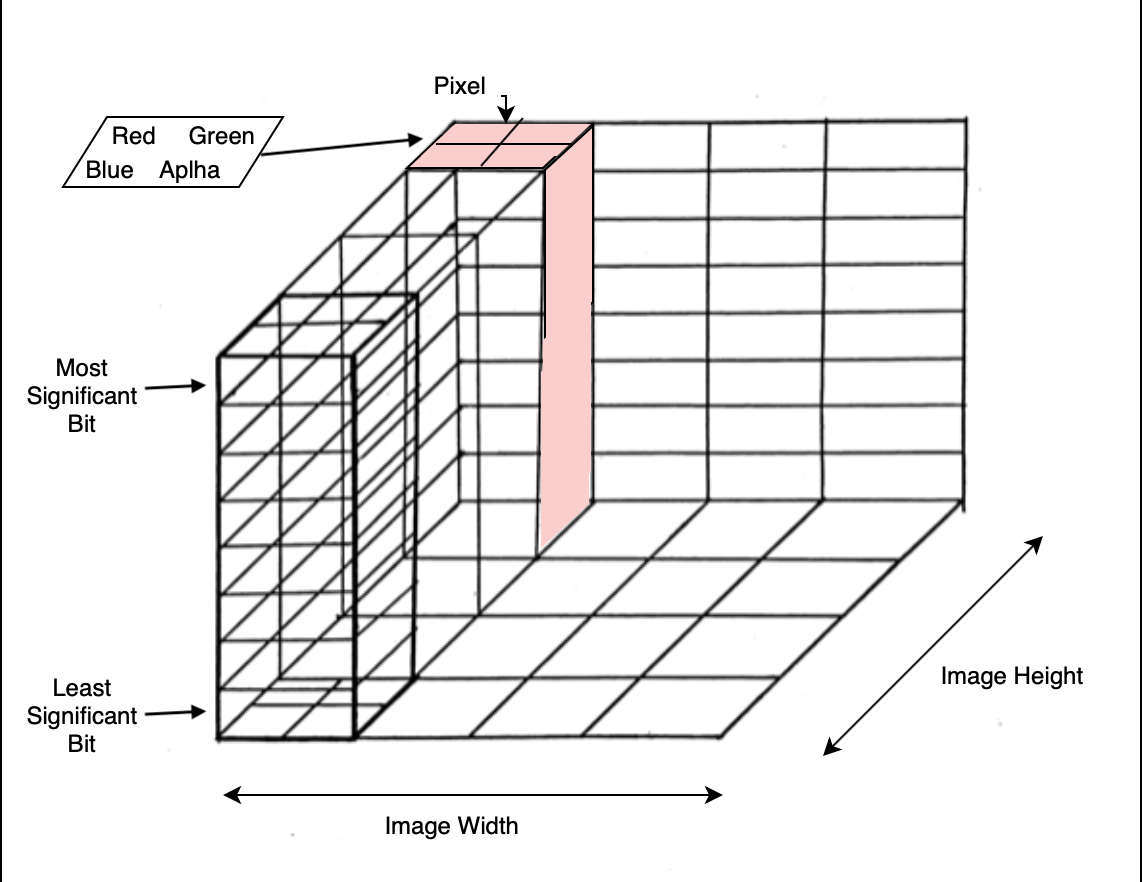 Pixel
Red Green
Blue Aplha
Most
Significant
Bit
Least
Significant
Bit
Image Height
Image Width